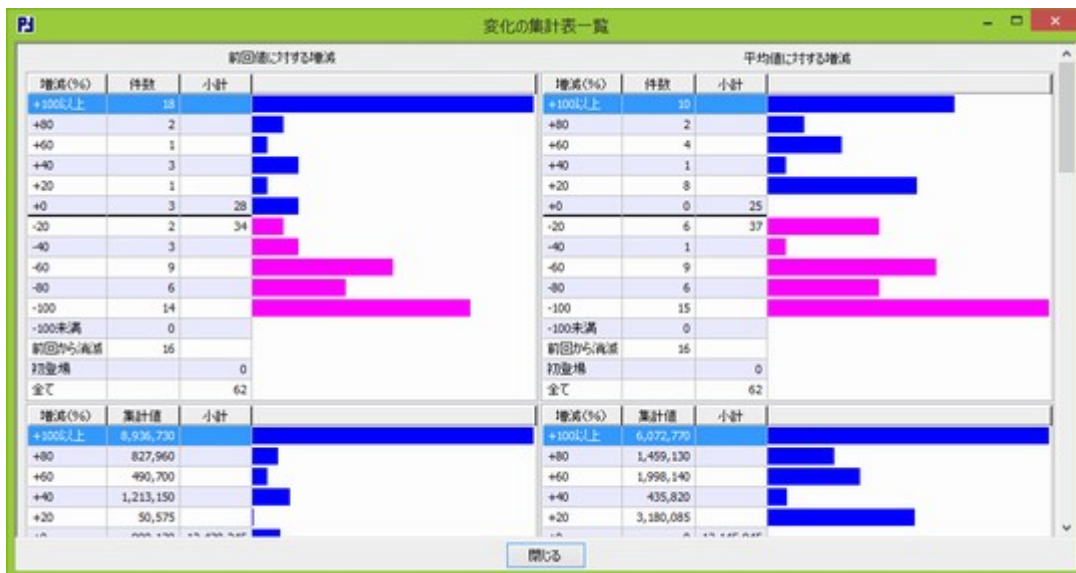 変化の集計表一覧
前回値に対する増減
増減(%) 件数 小計
+100以上 18
+80 2
+60 1
+40 3
+20 1
+0 3 28
-20 2 34
-40 3
-60 9
-80 6
-100 14
-100未満 0
前回から消滅 16
初登場 0
全て 62
増減(%) 集計値 小計
+100以上 8,936,730
+80 827,960
+60 490,700
+40 1,213,150
+20 50,575
平均値に対する増減
増減(%) 件数 小計
+100以上 10
+80 2
+60 4
+40 1
+20 8
+0 0 25
-20 6 37
-40 1
-60 9
-80 6
-100 15
-100未満 0
前回から消滅 16
初登場 0
全て 62
増減(%) 集計値 小計
+100以上 6,072,770
+80 1,459,130
+60 1,998,140
+40 435,820
+20 3,180,085
閉じる